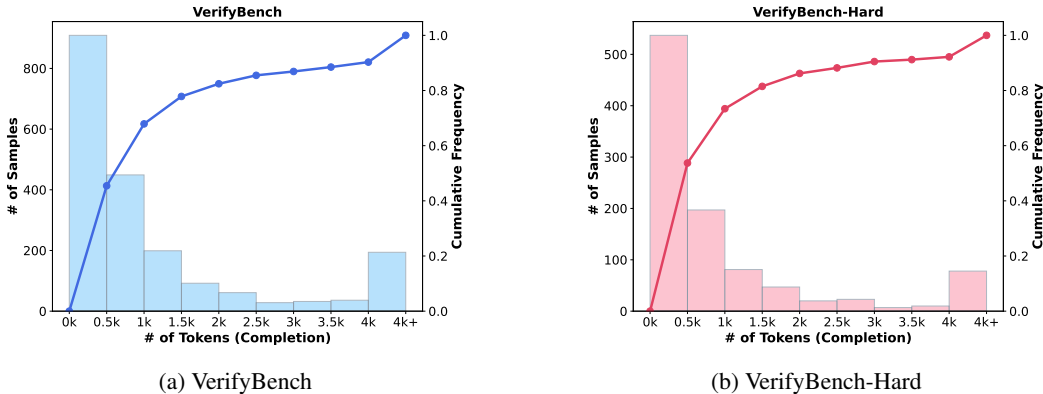 VerifyBench
# of Samples
800
600
400
200
0
1.0
0.8
0.6
0.4
0.2
0.0
Cumulative Frequency
0k 0.5k 1k 1.5k 2k 2.5k 3k 3.5k 4k 4k+
# of Tokens (Completion)
(a) VerifyBench
VerifyBench-Hard
# of Samples
500
400
300
200
100
0
1.0
0.8
0.6
0.4
0.2
0.0
Cumulative Frequency
0k 0.5k 1k 1.5k 2k 2.5k 3k 3.5k 4k 4k+
# of Tokens (Completion)
(b) VerifyBench-Hard